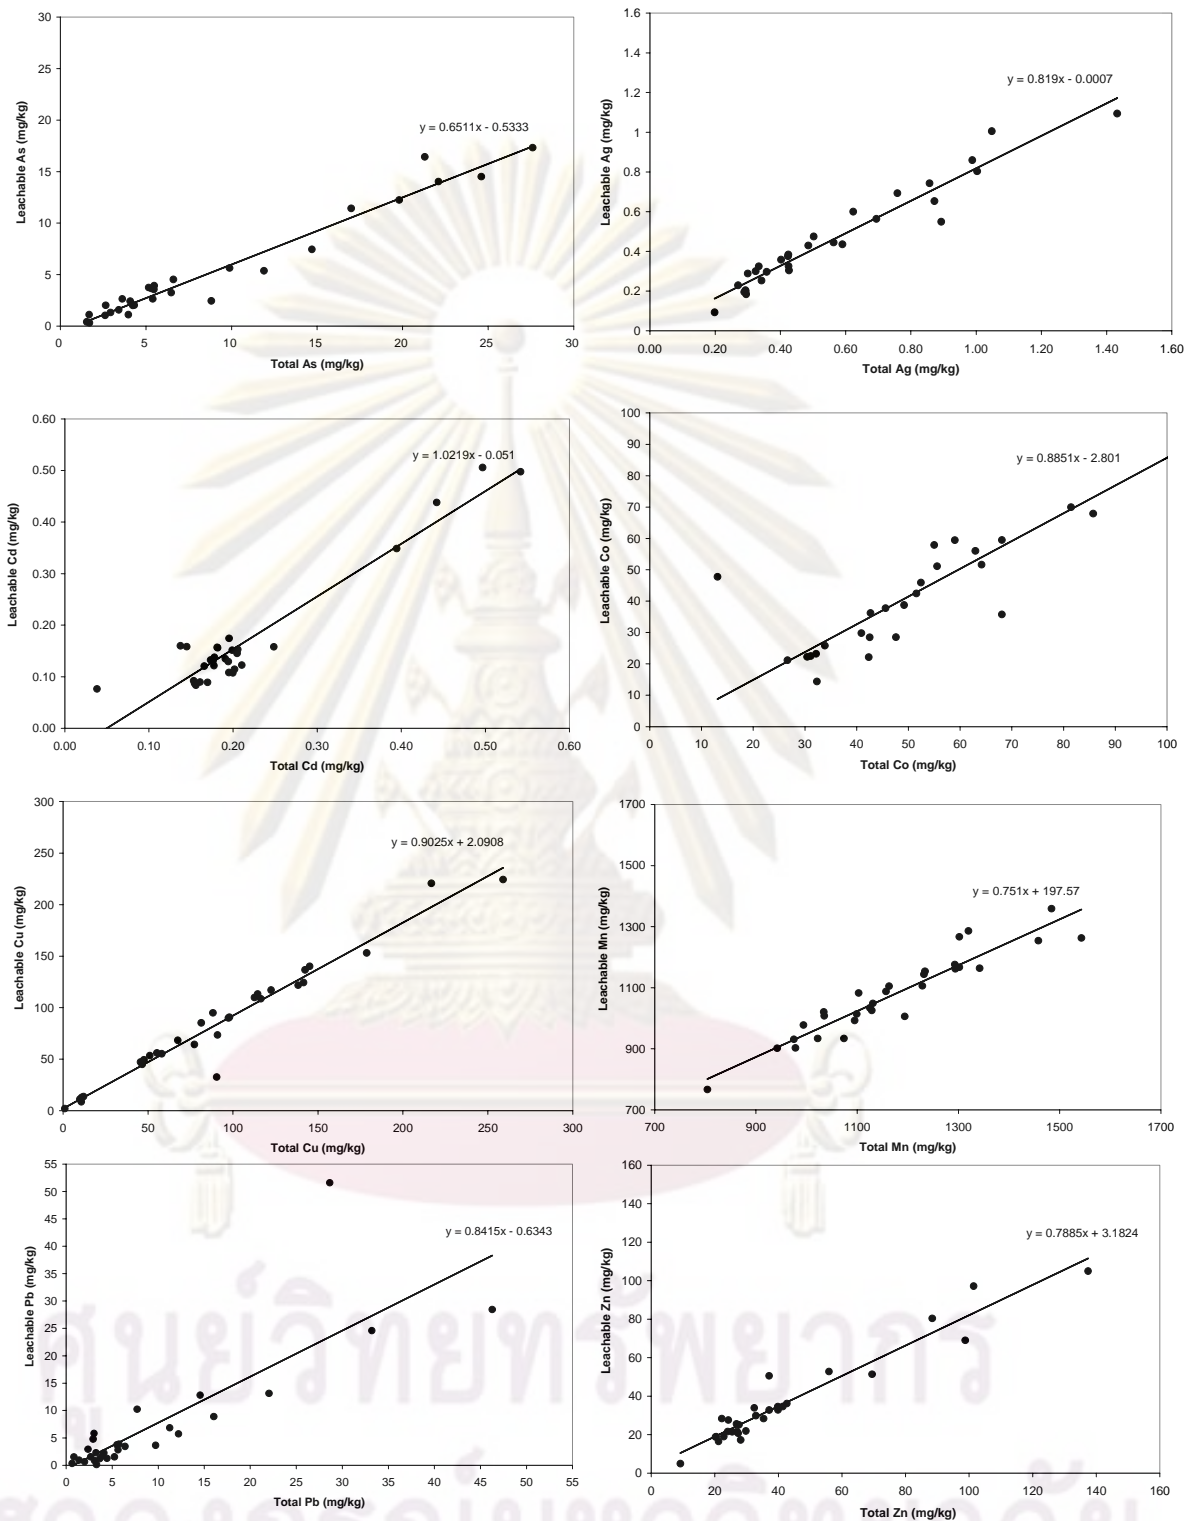 30
25
20
15
10
5
0
0 5 10 15 20 25 30
Leachable As (mg/kg)
Total As (mg/kg)
y = 0.6511x - 0.5333
1.6
1.4
1.2
1
0.8
0.6
0.4
0.2
0
0.00 0.20 0.40 0.60 0.80 1.00 1.20 1.40 1.60
Leachable Ag (mg/kg)
Total Ag (mg/kg)
y = 0.819x - 0.0007
0.60
0.50
0.40
0.30
0.20
0.10
0.00
0.00 0.10 0.20 0.30 0.40 0.50 0.60
Leachable Cd (mg/kg)
Total Cd (mg/kg)
y = 1.0219x - 0.051
100
90
80
70
60
50
40
30
20
10
0
0 10 20 30 40 50 60 70 80 90 100
Leachable Co (mg/kg)
Total Co (mg/kg)
y = 0.8851x - 2.801
300
250
200
150
100
50
0
0 50 100 150 200 250 300
Leachable Cu (mg/kg)
Total Cu (mg/kg)
y = 0.9025x + 2.0908
1700
1500
1300
1100
900
700
700 900 1100 1300 1500 1700
Leachable Mn (mg/kg)
Total Mn (mg/kg)
y = 0.751x + 197.57
55
50
45
40
35
30
25
20
15
10
5
0
0 5 10 15 20 25 30 35 40 45 50 55
Leachable Pb (mg/kg)
Total Pb (mg/kg)
y = 0.8415x - 0.6343
160
140
120
100
80
60
40
20
0
0 20 40 60 80 100 120 140 160
Leachable Zn (mg/kg)
Total Zn (mg/kg)
y = 0.7885x + 3.1824
ศูนย์วิทยทรัพยากร